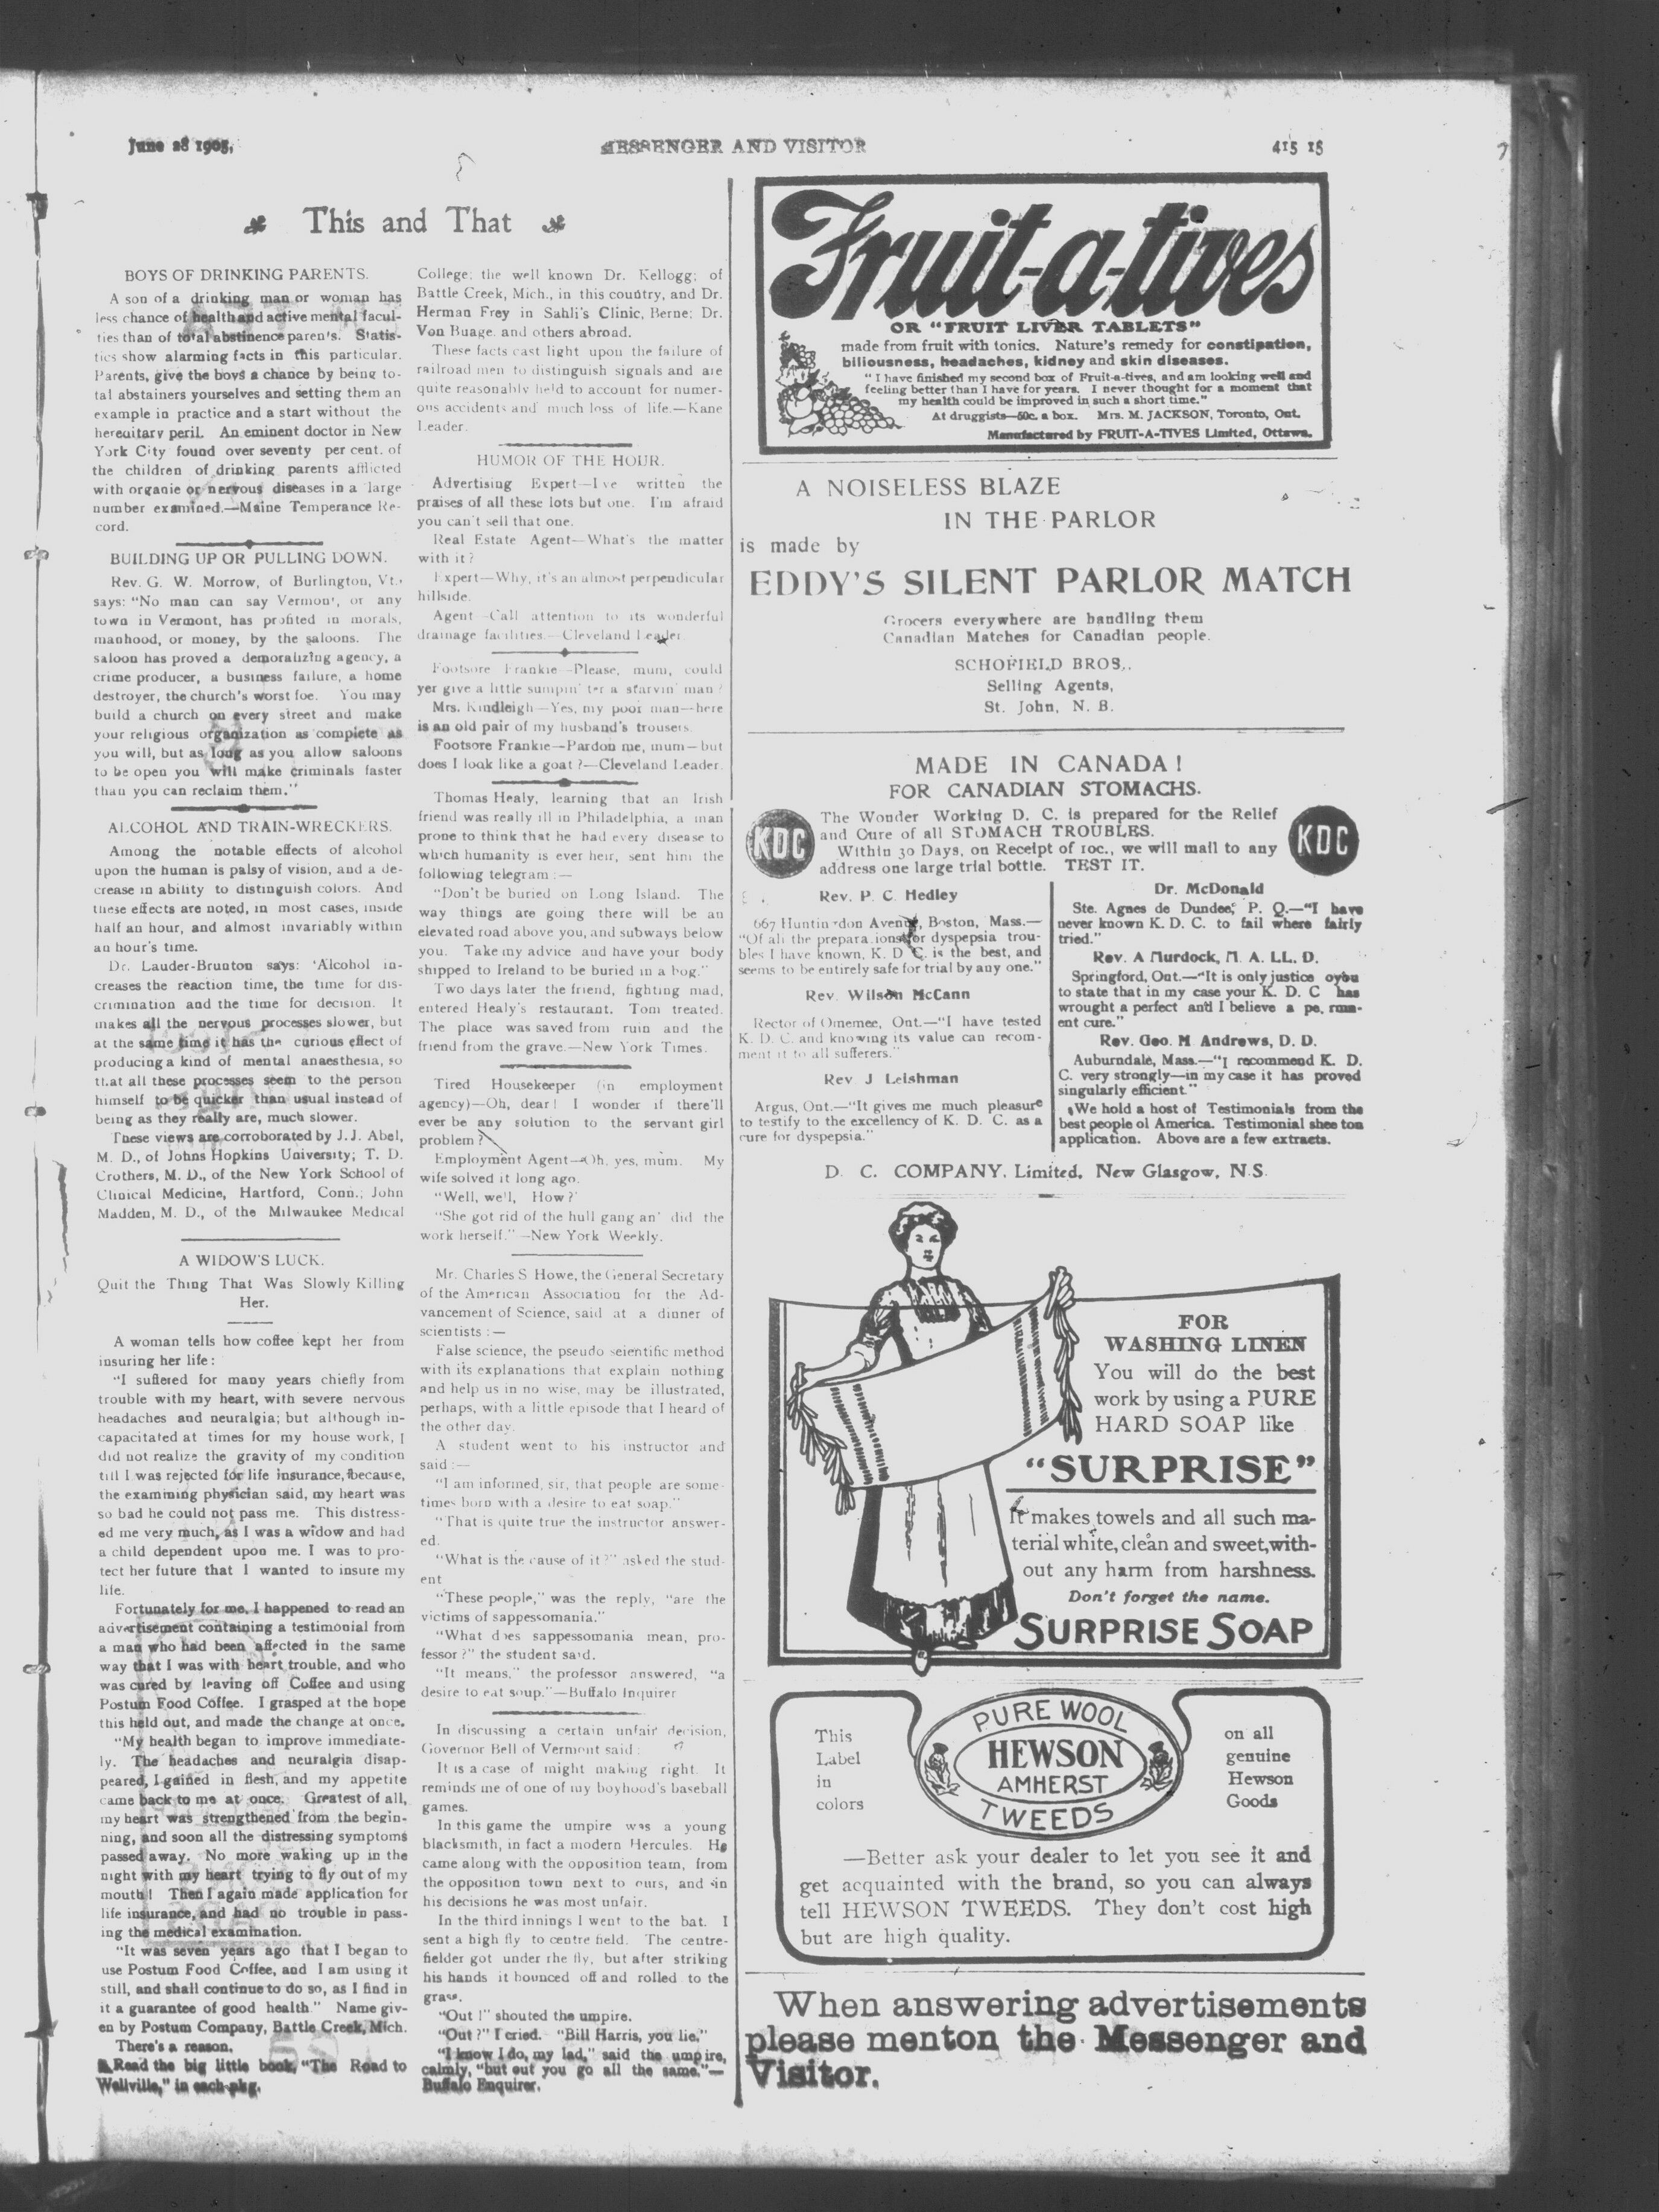 June 28 1905,
MESSENGER AND VISITOR
415 15
This and That
BOYS OF DRINKING PARENTS.
A son of a drinking man or woman has
less chance of health and active mental facul-
ties than of total abstinence paren's. Statis-
tics show alarming facts in this particular.
Parents, give the boys a chance by being to-
tal abstainers yourselves and setting them an
example in practice and a start without the
hereditary peril. An eminent doctor in New
York City found over seventy per cent. of
the children of drinking parents afflicted
with organie or nervous diseases in a large
number examined.—Maine Temperance Re-
cord.
BUILDING UP OR PULLING DOWN.
Rev. G. W. Morrow, of Burlington, Vt.,
says: "No man can say Vermont, or any
town in Vermont, has profited in morals,
manhood, or money, by the saloons. The
saloon has proved a demoralizing agency, a
crime producer, a business failure, a home
destroyer, the church's worst foe. You may
build a church on every street and make
your religious organization as complete as
you will, but as long as you allow saloons
to be open you will make criminals faster
than you can reclaim them."
ALCOHOL AND TRAIN-WRECKERS.
Among the notable effects of alcohol
upon the human is palsy of vision, and a de-
crease in ability to distinguish colors. And
these effects are noted, in most cases, inside
half an hour, and almost invariably within
an hour's time.
Dr. Lauder-Brunton says: 'Alcohol in-
creases the reaction time, the time for dis-
crimination and the time for decision. It
makes all the nervous processes slower, but
at the same time it has the curious effect of
producing a kind of mental anaesthesia, so
that all these processes seem to the person
himself to be quicker than usual instead of
being as they really are, much slower.
These views are corroborated by J. J. Abel,
M. D., of Johns Hopkins University; T. D.
Crothers, M. D., of the New York School of
Clinical Medicine, Hartford, Conn.; John
Madden, M. D., of the Milwaukee Medical
A WIDOW'S LUCK.
Quit the Thing That Was Slowly Killing
Her.
A woman tells how coffee kept her from
insuring her life:
"I suffered for many years chiefly from
trouble with my heart, with severe nervous
headaches and neuralgia; but although in-
capacitated at times for my house work, I
did not realize the gravity of my condition
till I was rejected for life insurance, because,
the examining physician said, my heart was
so bad he could not pass me. This distress-
ed me very much, as I was a widow and had
a child dependent upon me. I was to pro-
tect her future that I wanted to insure my
life.
Fortunately for me, I happened to read an
advertisement containing a testimonial from
a man who had been affected in the same
way that I was with heart trouble, and who
was cured by leaving off Coffee and using
Postum Food Coffee. I grasped at the hope
this held out, and made the change at once.
"My health began to improve immediate-
ly. The headaches and neuralgia disap-
peared, I gained in flesh, and my appetite
came back to me at once. Greatest of all,
my heart was strengthened from the begin-
ning, and soon all the distressing symptoms
passed away. No more waking up in the
night with my heart trying to fly out of my
mouth! Then I again made application for
life insurance, and had no trouble in pass-
ing the medical examination.
"It was seven years ago that I began to
use Postum Food Coffee, and I am using it
still, and shall continue to do so, as I find in
it a guarantee of good health." Name giv-
en by Postum Company, Battle Creek, Mich.
There's a reason.
Read the big little book, "The Road to
Wellville," in each pkg.
College; the well known Dr. Kellogg; of
Battle Creek, Mich., in this country, and Dr.
Herman Frey in Sahli's Clinic, Berne; Dr.
Von Buage, and others abroad.
These facts cast light upon the failure of
railroad men to distinguish signals and are
quite reasonably held to account for numer-
ous accidents and much loss of life.—Kane
Leader.
HUMOR OF THE HOUR.
Advertising Expert—I ve written the
praises of all these lots but one. I'm afraid
you can't sell that one.
Real Estate Agent—What's the matter
with it?
Expert—Why, it's an almost perpendicular
hillside.
Agent—Call attention to its wonderful
drainage facilities.—Cleveland Leader.
Footsore Frankie—Please, mum, could
yer give a little sumpin' ter a starvin' man?
Mrs. Kindleigh—Yes, my poor man—here
is an old pair of my husband's trousers.
Footsore Frankie—Pardon me, mum—but
does I look like a goat?—Cleveland Leader.
Thomas Healy, learning that an Irish
friend was really ill in Philadelphia, a man
prone to think that he had every disease to
which humanity is ever heir, sent him the
following telegram:—
"Don't be buried on Long Island. The
way things are going there will be an
elevated road above you, and subways below
you. Take my advice and have your body
shipped to Ireland to be buried in a bog."
Two days later the friend, fighting mad,
entered Healy's restaurant. Tom treated.
The place was saved from ruin and the
friend from the grave.—New York Times.
Tired Housekeeper (in employment
agency)—Oh, dear! I wonder if there'll
ever be any solution to the servant girl
problem?
Employment Agent—Oh, yes, mum. My
wife solved it long ago.
"Well, well, How?'
"She got rid of the hull gang an' did the
work herself."—New York Weekly.
Mr. Charles S Howe, the General Secretary
of the American Association for the Ad-
vancement of Science, said at a dinner of
scientists:—
False science, the pseudo scientific method
with its explanations that explain nothing
and help us in no wise, may be illustrated,
perhaps, with a little episode that I heard of
the other day.
A student went to his instructor and
said:—
"I am informed, sir, that people are some-
times born with a desire to eat soap."
"That is quite true the instructor answer-
ed.
"What is the cause of it?" asked the stud-
ent
"These people," was the reply, "are the
victims of sappessomania."
"What does sappessomania mean, pro-
fessor?" the student said.
"It means," the professor answered, "a
desire to eat soup."—Buffalo Inquirer
In discussing a certain unfair decision,
Governor Bell of Vermont said:
It is a case of might making right. It
reminds me of one of my boyhood's baseball
games.
In this game the umpire was a young
blacksmith, in fact a modern Hercules. He
came along with the opposition team, from
the opposition town next to ours, and in
his decisions he was most unfair.
In the third innings I went to the bat. I
sent a high fly to centre field. The centre-
fielder got under rhe fly, but after striking
his hands it bounced off and rolled to the
grass.
"Out!" shouted the umpire.
"Out?" I cried. "Bill Harris, you lie."
"I know I do, my lad," said the umpire,
calmly, "but out you go all the same."—
Buffalo Enquirer.
Fruit-a-tives
OR "FRUIT LIVER TABLETS"
made from fruit with tonics. Nature's remedy for constipation,
biliousness, headaches, kidney and skin diseases.
"I have finished my second box of Fruit-a-tives, and am looking well and
feeling better than I have for years. I never thought for a moment that
my health could be improved in such a short time."
At druggists—50c. a box. Mrs. M. JACKSON, Toronto, Ont.
Manufactured by FRUIT-A-TIVES Limited, Ottawa.
A NOISELESS BLAZE
IN THE PARLOR
is made by
EDDY'S SILENT PARLOR MATCH
Grocers everywhere are handling them
Canadian Matches for Canadian people.
SCHOFIELD BROS.,
Selling Agents,
St. John, N. B.
MADE IN CANADA!
FOR CANADIAN STOMACHS.
KDC
The Wonder Working D. C. is prepared for the Relief
and Cure of all STOMACH TROUBLES.
Within 30 Days, on Receipt of 10c., we will mail to any
address one large trial bottle. TEST IT.
KDC
Rev. P. C. Hedley
667 Huntin don Avenue, Boston, Mass.—
"Of all the prepara ions for dyspepsia trou-
bles I have known, K. D C. is the best, and
seems to be entirely safe for trial by any one."
Rev. Wilson McCann
Rector of Omemee, Ont.—"I have tested
K. D. C. and knowing its value can recom-
ment it to all sufferers."
Rev. J Leishman
Argus, Ont.—"It gives me much pleasure
to testify to the excellency of K. D. C. as a
cure for dyspepsia."
Dr. McDonald
Ste. Agnes de Dundee, P. Q.—"I have
never known K. D. C. to fail where fairly
tried."
Rev. A Murdock, M. A. LL. D.
Springford, Ont.—"It is only justice oybu
to state that in my case your K. D. C has
wrought a perfect and I believe a pe, rma-
ent cure."
Rev. Geo. M. Andrews, D. D.
Auburndale, Mass.—"I recommend K. D.
C. very strongly—in my case it has proved
singularly efficient."
We hold a host of Testimonials from the
best people of America. Testimonial shee ton
application. Above are a few extracts.
D. C. COMPANY, Limited, New Glasgow, N.S.
FOR
WASHING LINEN
You will do the best
work by using a PURE
HARD SOAP like
"SURPRISE"
It makes towels and all such ma-
terial white, clean and sweet, with-
out any harm from harshness.
Don't forget the name.
SURPRISE SOAP
This
Label
in
colors
PURE WOOL
HEWSON
AMHERST
TWEEDS
on all
genuine
Hewson
Goods
—Better ask your dealer to let you see it and
get acquainted with the brand, so you can always
tell HEWSON TWEEDS. They don't cost high
but are high quality.
When answering advertisements
please menton the Messenger and
Visitor.